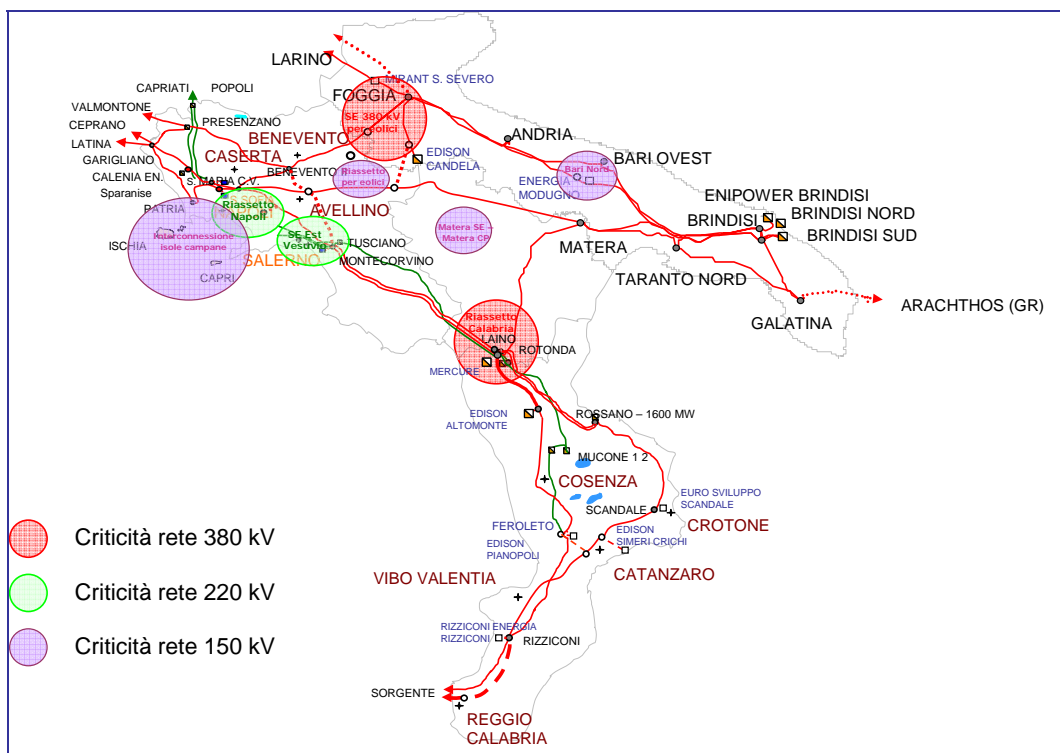 LARINO
MIRANT S. SEVERO
CAPRIATI
POPOLI
FOGGIA
VALMONTONE
PRESENZANO
SE 380 kV
per eolici
CEPRANO
BENEVENTO
ANDRIA
LATINA
CASERTA
EDISON
CANDELA
BARI OVEST
GARIGLIANO
BENEVENTO II
Riassetto
per eolici
Bari Nord
CALENIA EN.
S. MARIA C.V.
ENERGIA
MODUGNO
ENIPOWER BRINDISI
Sparanise
PATRIA
Riassetto
Napoli
AVELLINO
BRINDISI NORD
BRINDISI
Matera SE –
Matera CP
BRINDISI SUD
Interconnessione
isole campane
ISCHIA
SE Est
Vesuvio
TUSCIANO
MATERA
SALERNO
MONTECORVINO
CAPRI
TARANTO NORD
GALATINA
ARACHTHOS (GR)
Riassetto
Calabria
LAINO
ROTONDA
MERCURE
EDISON
ALTOMONTE
ROSSANO – 1600 MW
MUCONE 1 2
COSENZA
EURO SVILUPPO
SCANDALE
SCANDALE
CROTONE
FEROLETO
EDISON
SIMERI CRICHI
EDISON
PIANOPOLI
CATANZARO
VIBO VALENTIA
RIZZICONI ENERGIA
RIZZICONI
RIZZICONI
SORGENTE
REGGIO
CALABRIA
Criticità rete 380 kV
Criticità rete 220 kV
Criticità rete 150 kV